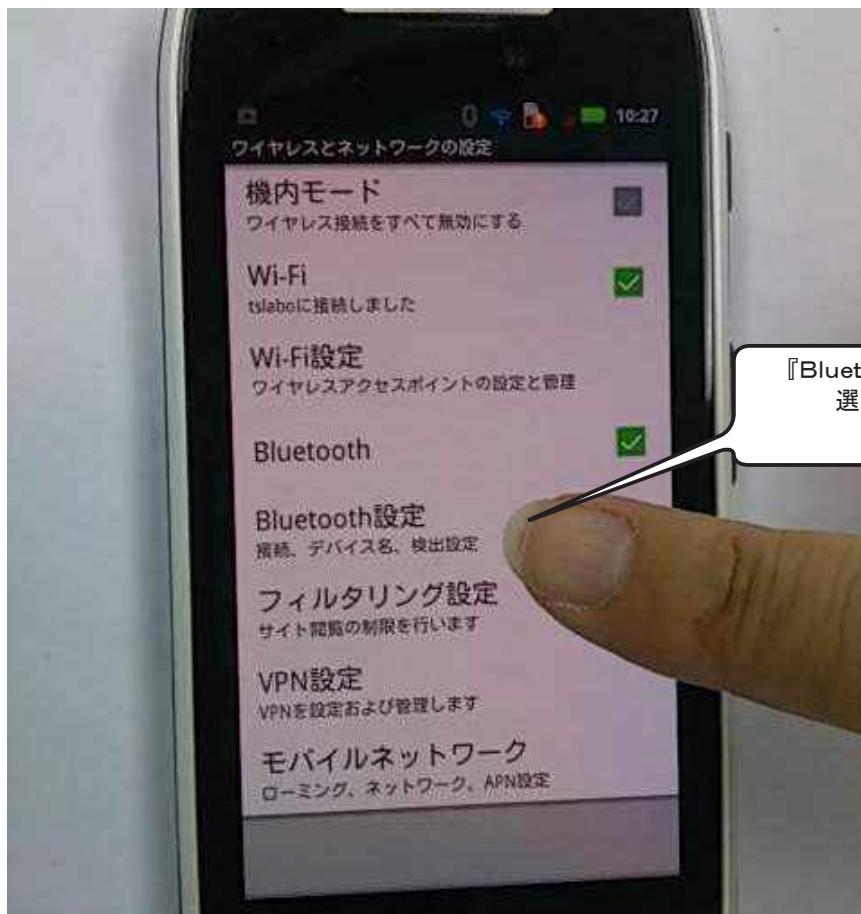 10:27
ワイヤレスとネットワークの設定
機内モード
ワイヤレス接続をすべて無効にする
Wi-Fi
tslaboに接続しました
Wi-Fi設定
ワイヤレスアクセスポイントの設定と管理
『Bluet
選
Bluetooth
Bluetooth設定
接続、デバイス名、検出設定
フィルタリング設定
サイト閲覧の制限を行います
VPN設定
VPNを設定および管理します
モバイルネットワーク
ローミング、ネットワーク、APN設定